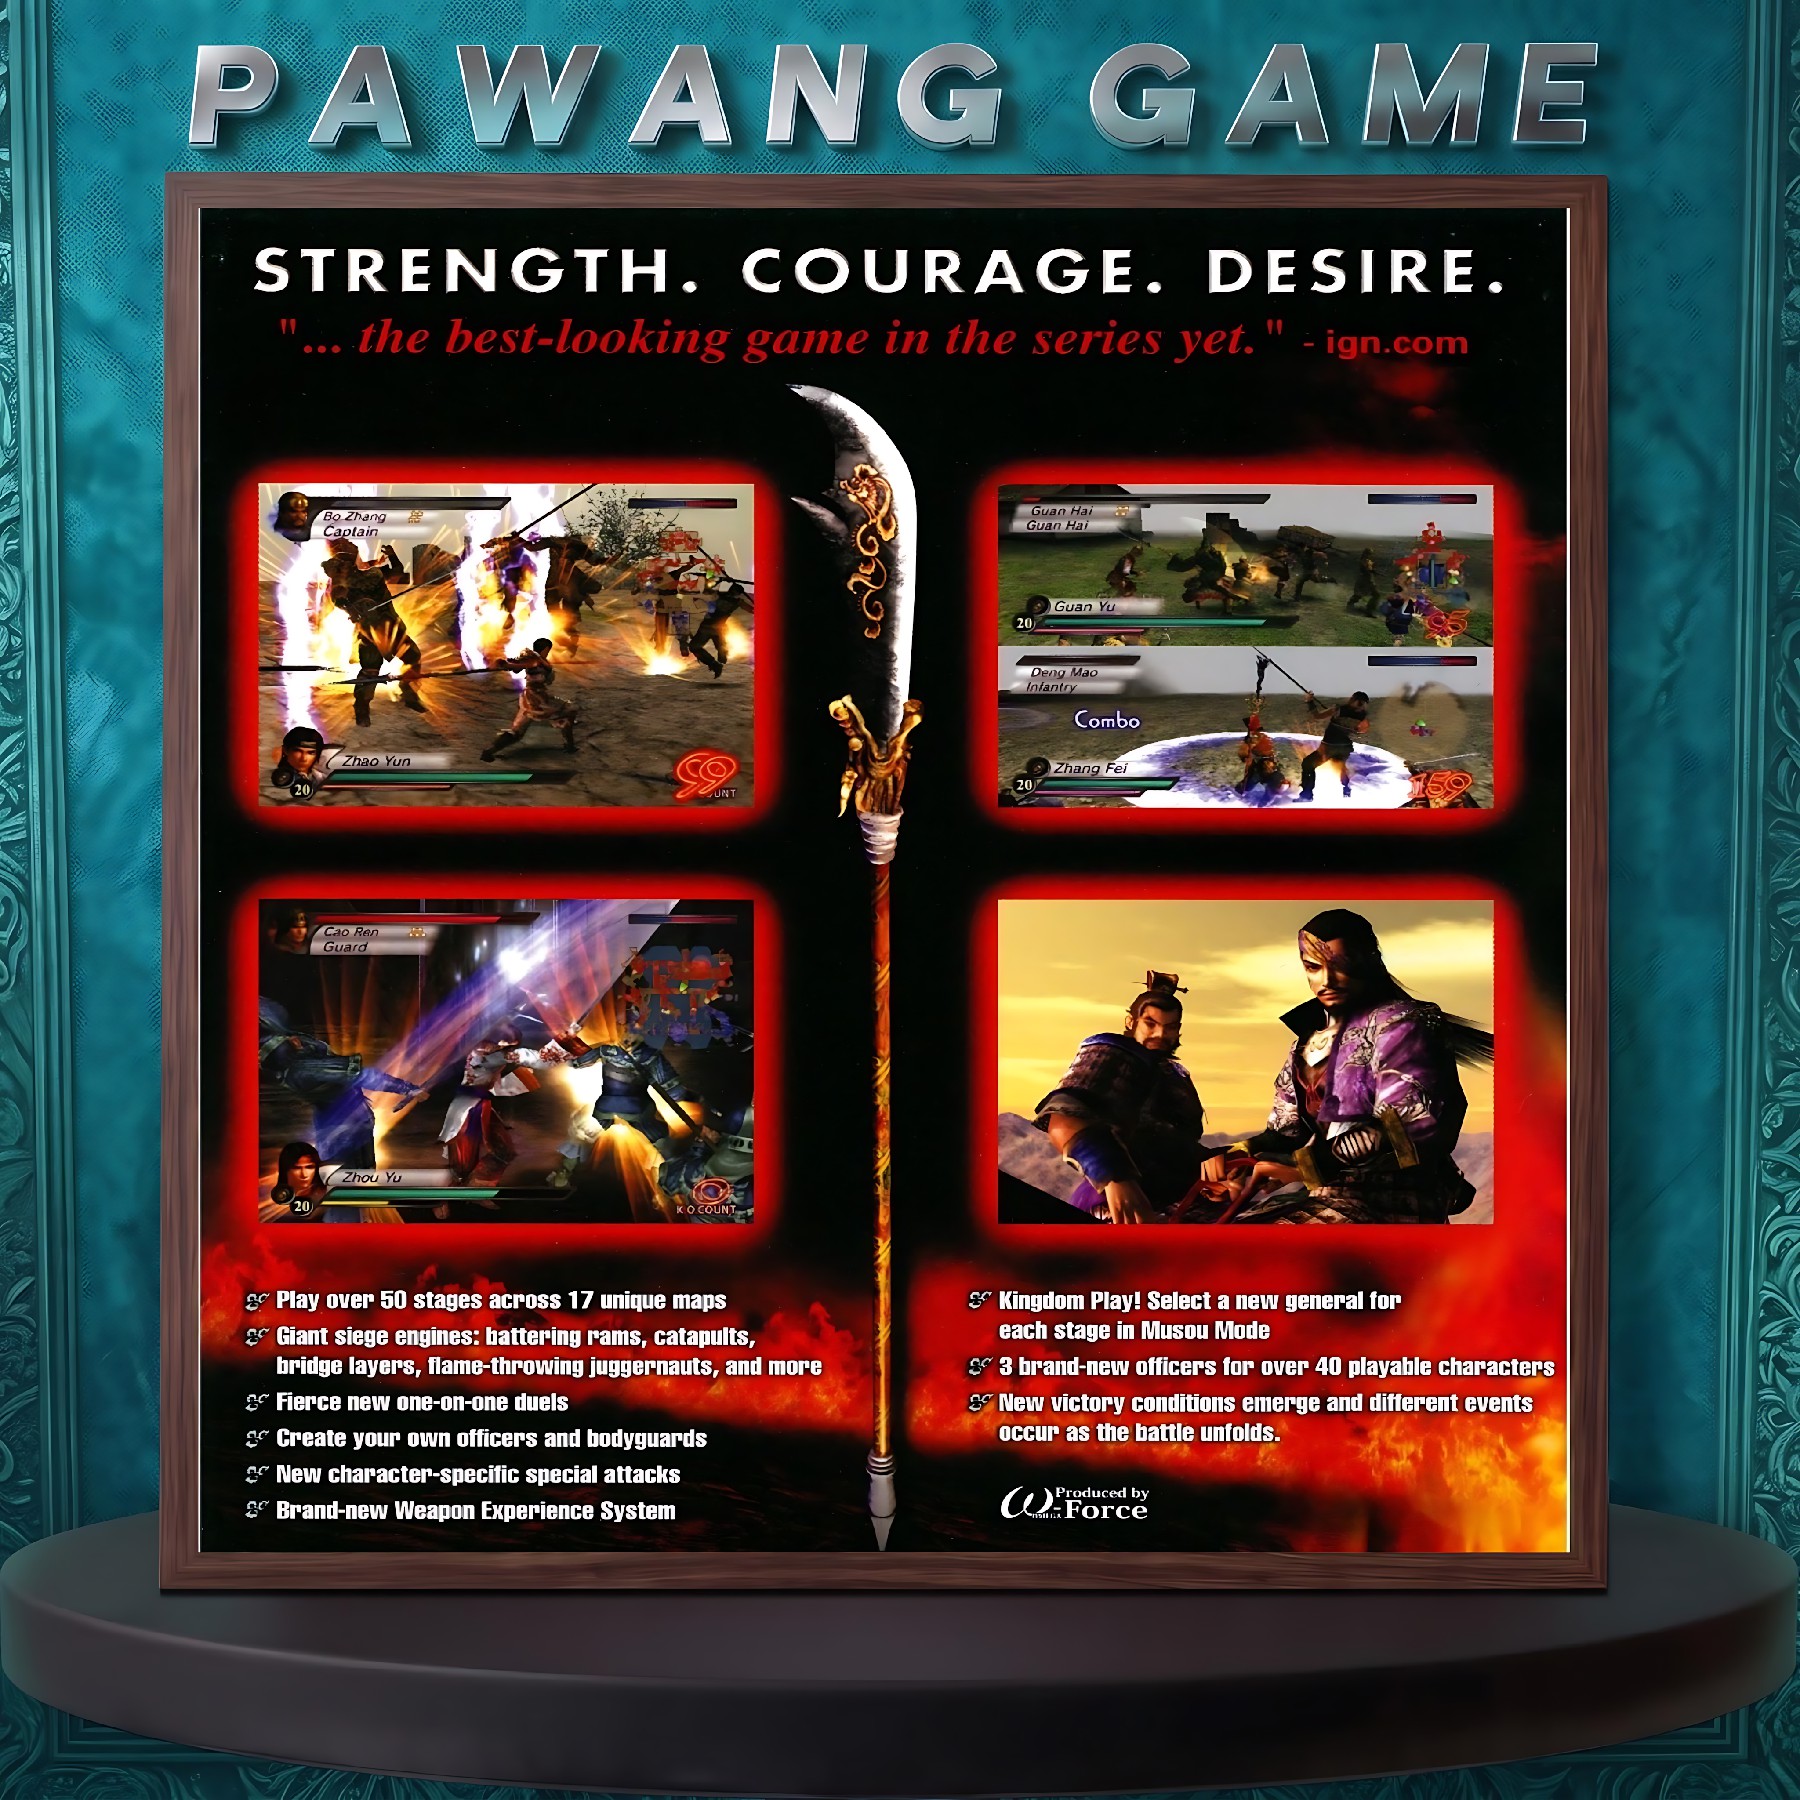 PAWANG GAME
STRENGTH. COURAGE. DESIRE.
"... the best-looking game in the series yet." - ign.com
Bo Zhang
Captain
Zhao Yun
20
99
UNT
Guan Hai
Guan Hai
Guan Yu
20
95
Deng Mao
Infantry
Combo
Zhang Fei
20
159
Cao Ren
Guard
Zhou Yu
20
K.O COUNT
Play over 50 stages across 17 unique maps
Giant siege engines: battering rams, catapults,
bridge layers, flame-throwing juggernauts, and more
Fierce new one-on-one duels
Create your own officers and bodyguards
New character-specific special attacks
Brand-new Weapon Experience System
Kingdom Play! Select a new general for
each stage in Musou Mode
3 brand-new officers for over 40 playable characters
New victory conditions emerge and different events
occur as the battle unfolds.
Produced by
ω-Force